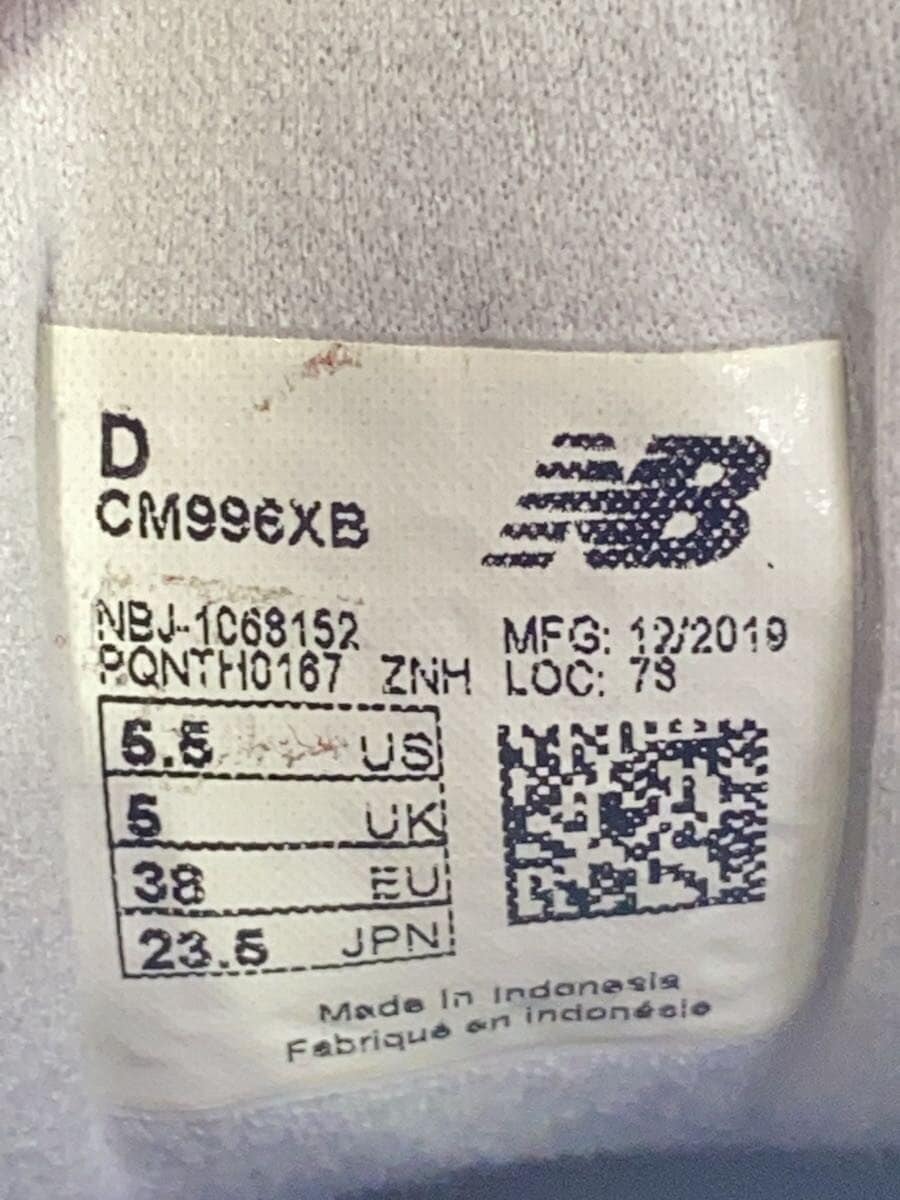 D
CM996XB
NB
NBJ-1068152
PQNTH0167 ZNH
MFG: 12/2019
LOC: 78
5.5 US
5 UK
38 EU
23.5 JPN
Made in Indonesia
Fabriqué en indonésie